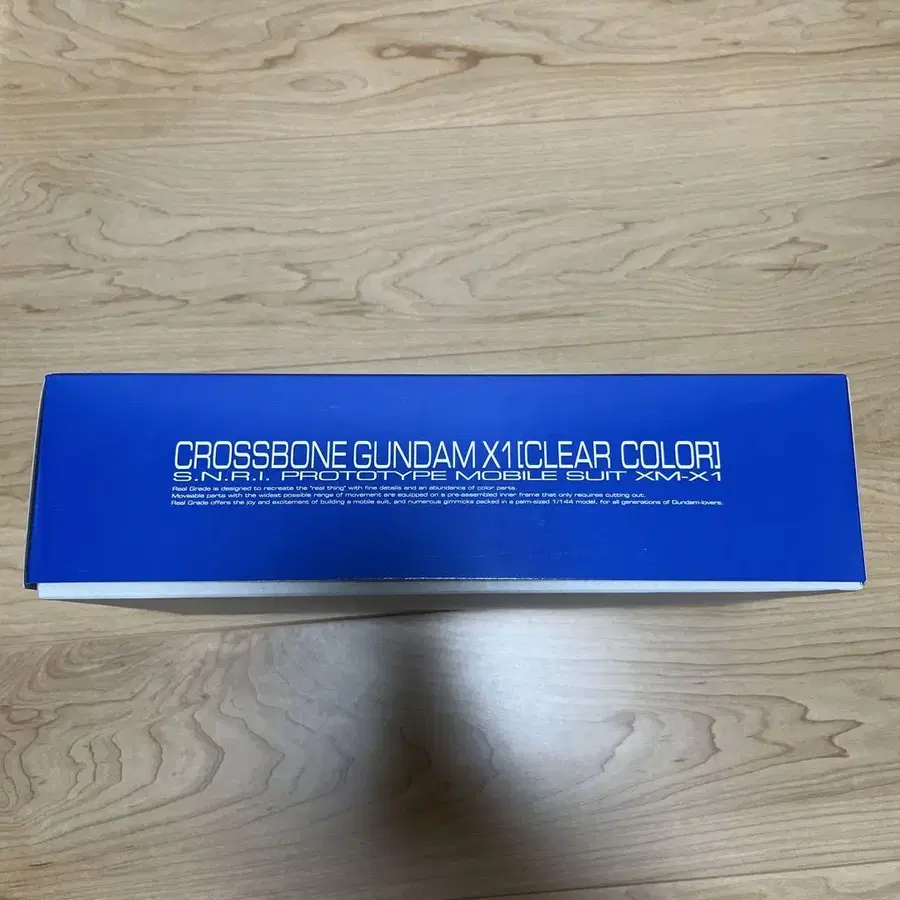 CROSSBONE GUNDAM X1[CLEAR COLOR]
S.N.R.I. PROTOTYPE MOBILE SUIT XM-X1
Real Grade is designed to recreate the "real thing" with fine details and an abundance of color parts.
Moveable parts with the widest possible range of movement are equipped on a pre-assembled inner frame that only requires cutting out.
Real Grade offers the joy and excitement of building a mobile suit, and numerous gimmicks packed in a palm-sized 1/144 model, for all generations of Gundam-lovers.